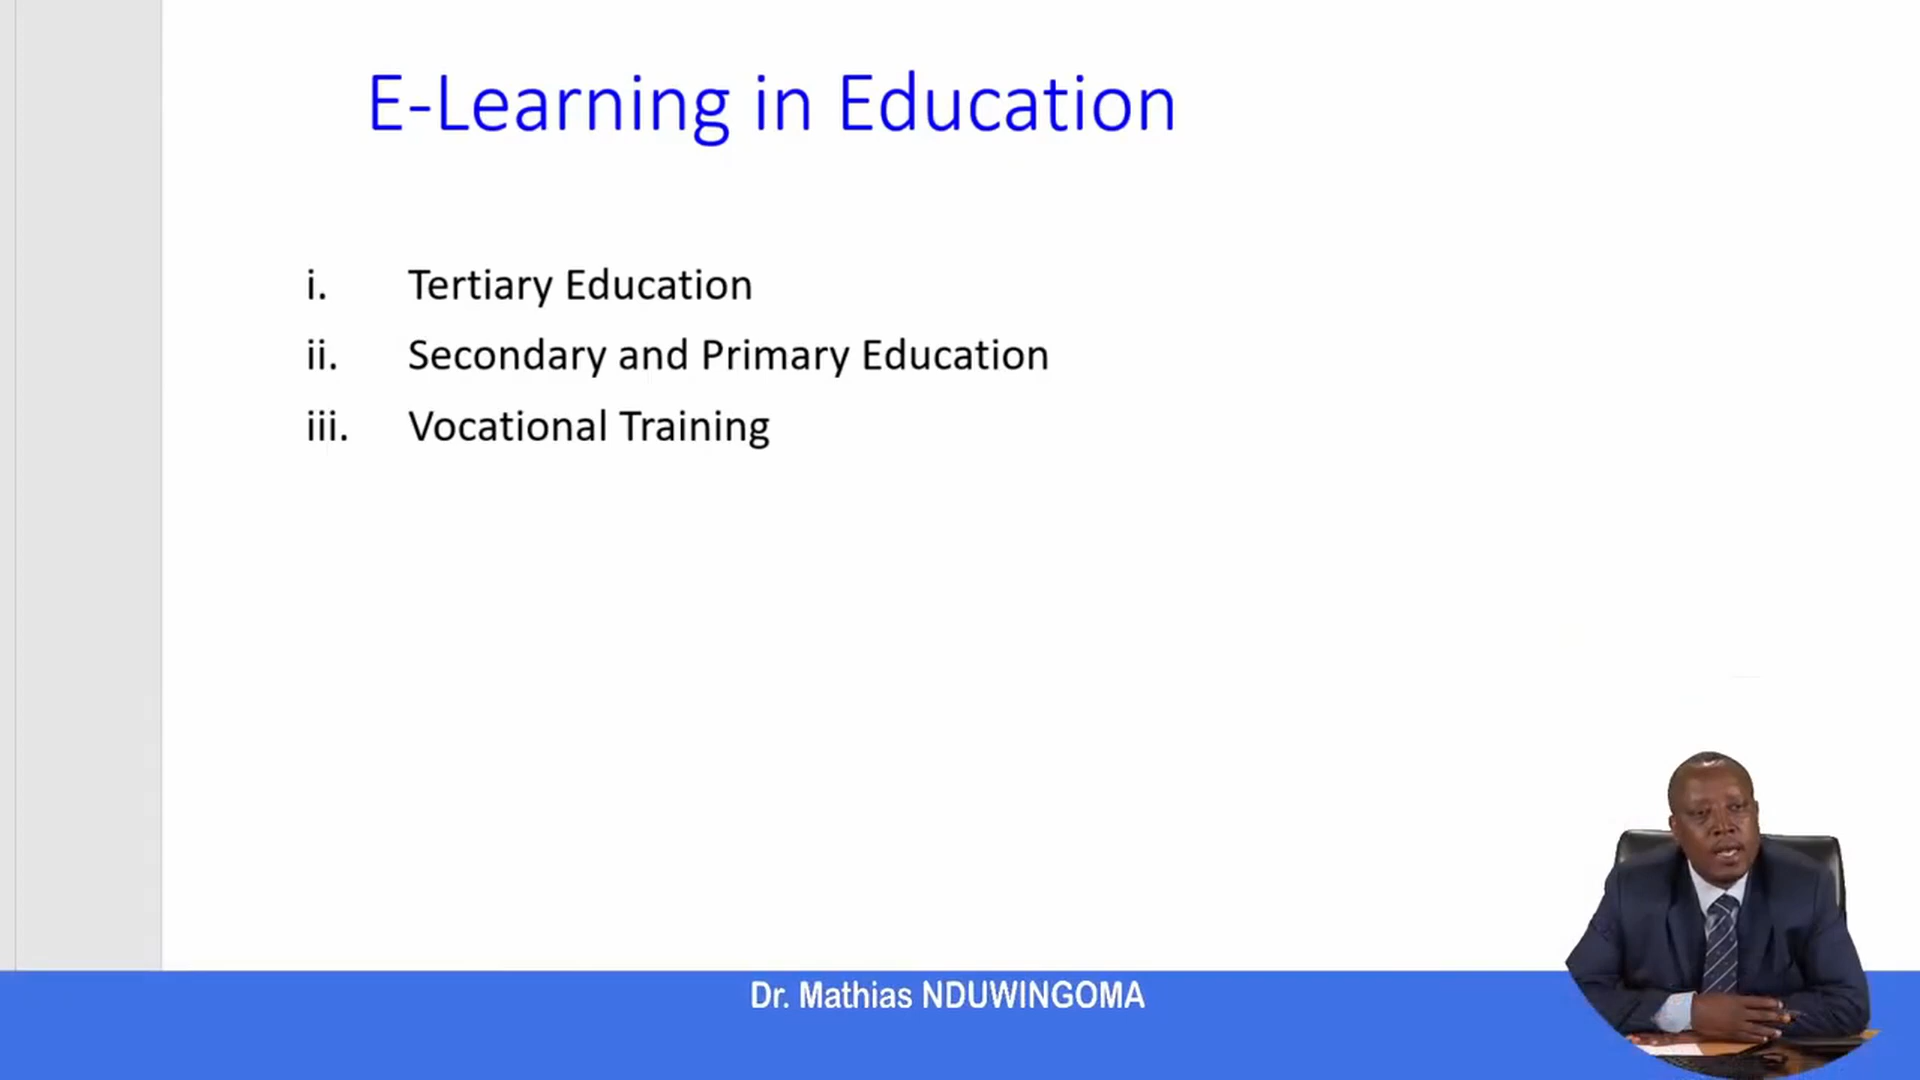 E-Learning in Education
i. Tertiary Education
ii. Secondary and Primary Education
iii. Vocational Training
Dr. Mathias NDUWINGOMA